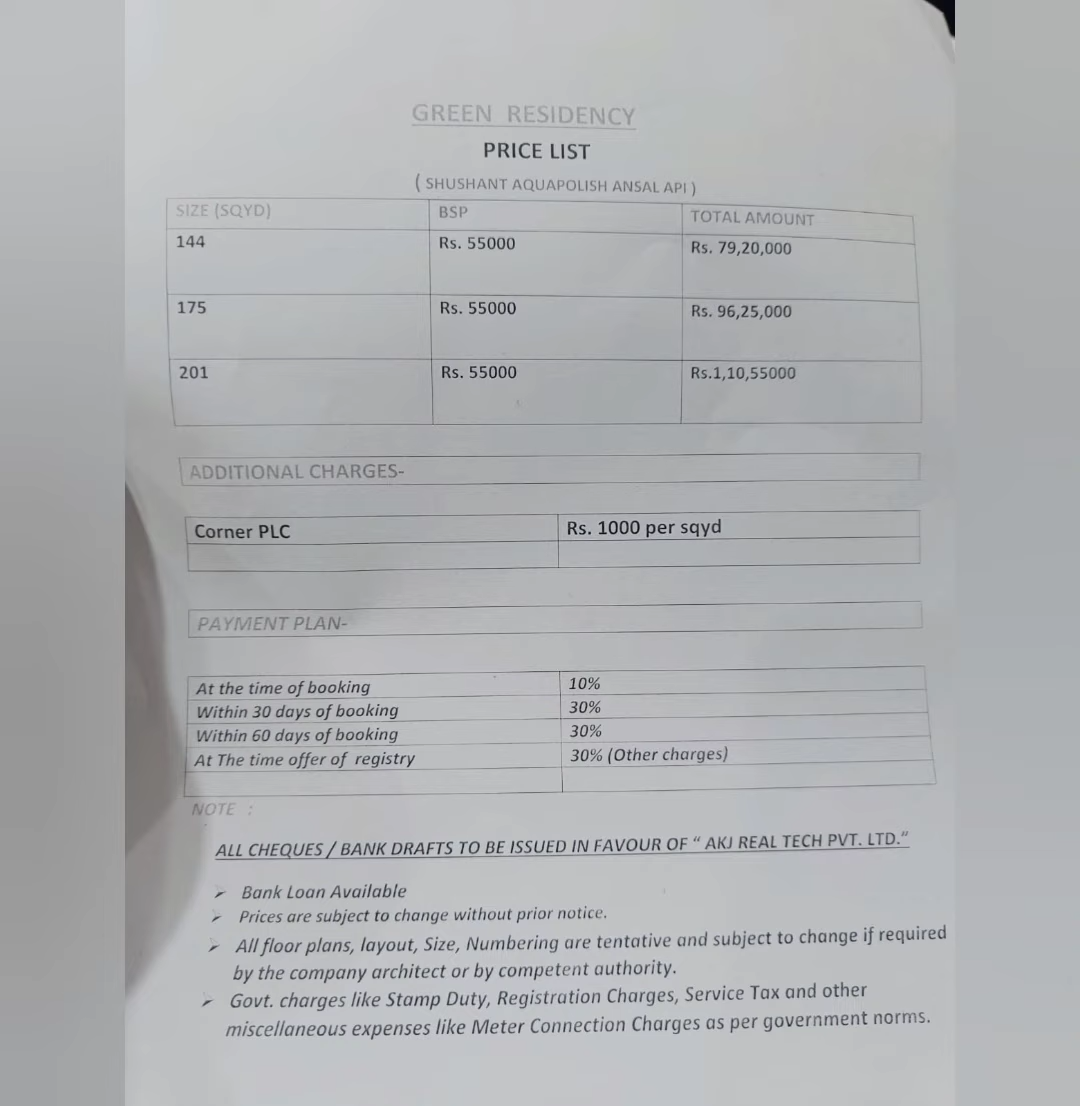 GREEN RESIDENCY
PRICE LIST
( SHUSHANT AQUAPOLISH ANSAL API )
SIZE (SQYD) BSP TOTAL AMOUNT
144 Rs. 55000 Rs. 79,20,000
175 Rs. 55000 Rs. 96,25,000
201 Rs. 55000 Rs.1,10,55000
ADDITIONAL CHARGES-
Corner PLC Rs. 1000 per sqyd
PAYMENT PLAN-
At the time of booking 10%
Within 30 days of booking 30%
Within 60 days of booking 30%
At The time offer of registry 30% (Other charges)
NOTE :
ALL CHEQUES / BANK DRAFTS TO BE ISSUED IN FAVOUR OF “ AKJ REAL TECH PVT. LTD.”
➢ Bank Loan Available
➢ Prices are subject to change without prior notice.
➢ All floor plans, layout, Size, Numbering are tentative and subject to change if required
by the company architect or by competent authority.
➢ Govt. charges like Stamp Duty, Registration Charges, Service Tax and other
miscellaneous expenses like Meter Connection Charges as per government norms.